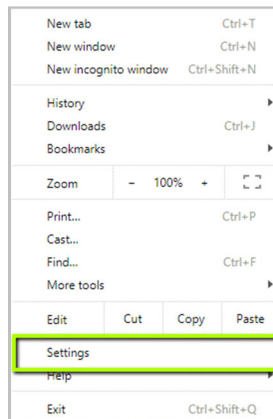 New tab Ctrl+T
New window Ctrl+N
New incognito window Ctrl+Shift+N
History
Downloads Ctrl+J
Bookmarks
Zoom - 100% +
Print... Ctrl+P
Cast...
Find... Ctrl+F
More tools
Edit Cut Copy Paste
Settings
Help
Exit Ctrl+Shift+Q